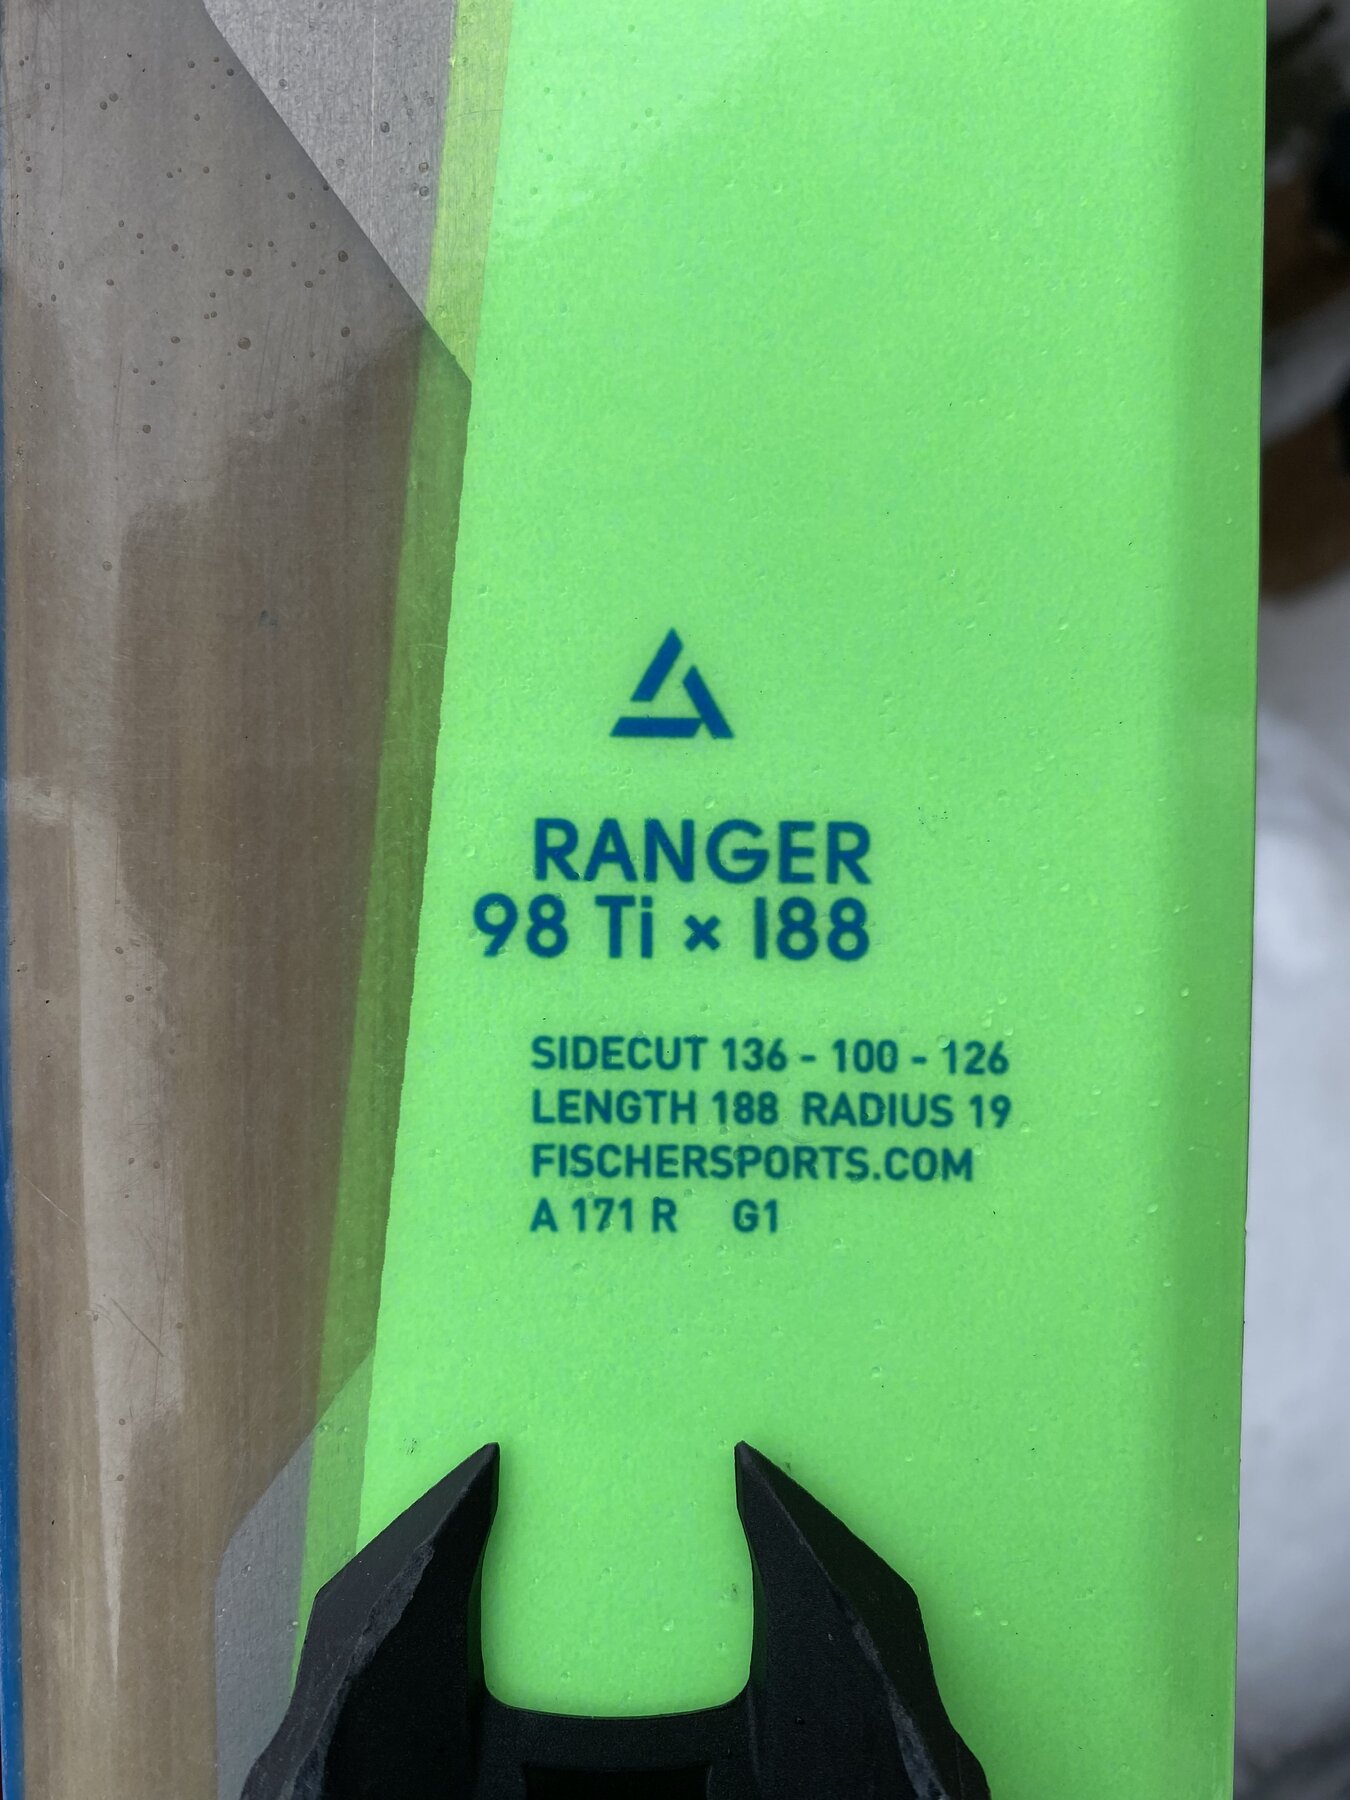 RANGER
98 Ti × 188
SIDECUT 136 - 100 - 126
LENGTH 188 RADIUS 19
FISCHERSPORTS.COM
A 171 R G1